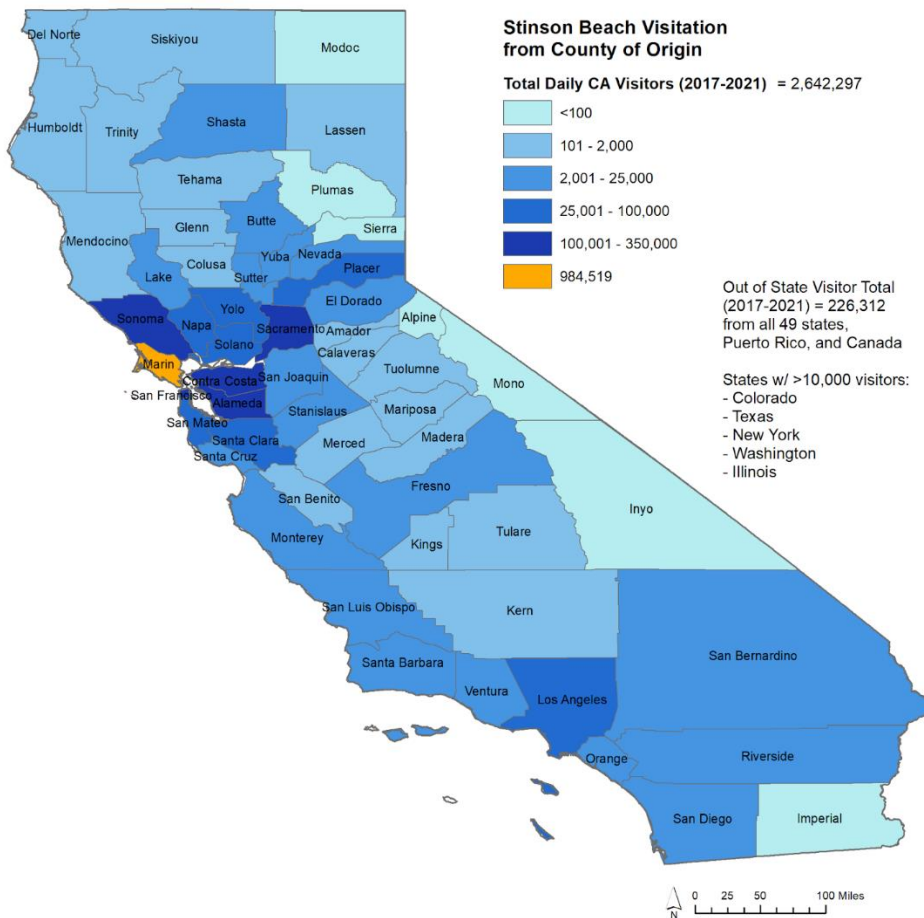 Stinson Beach Visitation
from County of Origin
Total Daily CA Visitors (2017-2021) = 2,642,297
<100
101 - 2,000
2,001 - 25,000
25,001 - 100,000
100,001 - 350,000
984,519
Out of State Visitor Total
(2017-2021) = 226,312
from all 49 states,
Puerto Rico, and Canada
States w/ >10,000 visitors:
- Colorado
- Texas
- New York
- Washington
- Illinois
Del Norte
Siskiyou
Modoc
Humboldt
Trinity
Shasta
Lassen
Tehama
Plumas
Mendocino
Glenn
Butte
Sierra
Colusa
Lake
Sutter
Yuba
Nevada
Placer
Sonoma
Napa
Yolo
Sacramento
El Dorado
Solano
Amador
Alpine
Calaveras
Marin
Contra Costa
San Joaquin
Tuolumne
Mono
San Francisco
Alameda
Stanislaus
Mariposa
San Mateo
Santa Clara
Merced
Madera
Santa Cruz
San Benito
Fresno
Inyo
Monterey
Kings
Tulare
San Luis Obispo
Kern
Santa Barbara
Ventura
Los Angeles
San Bernardino
Orange
Riverside
San Diego
Imperial
N
0 25 50 100 Miles